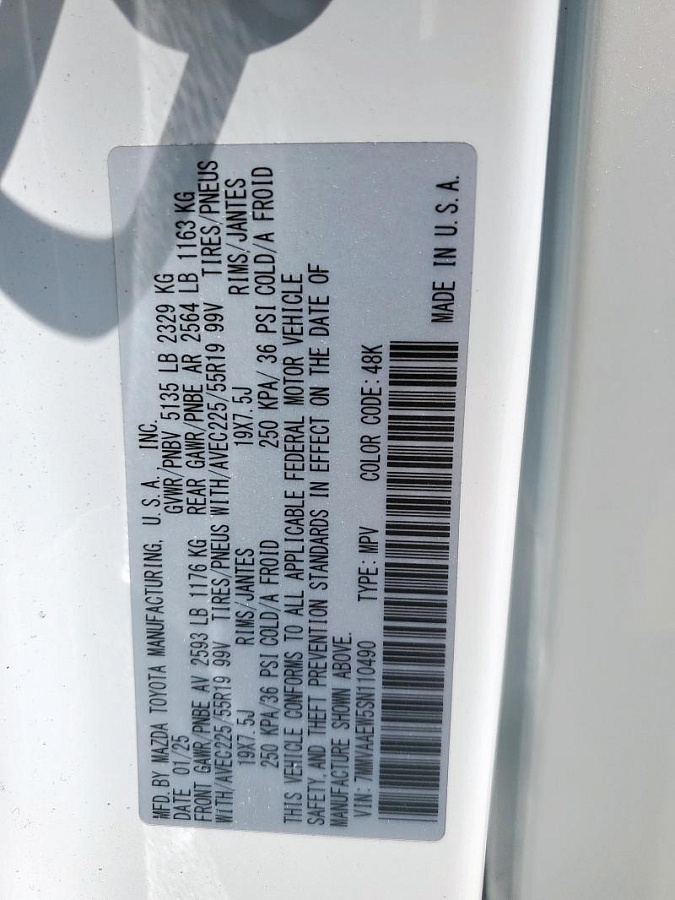 MFD. BY MAZDA TOYOTA MANUFACTURING, U.S.A., INC.
DATE 01/25 GVWR/PNBV 5135 LB 2329 KG
FRONT GAWR/PNBE AV 2593 LB 1176 KG REAR GAWR/PNBE AR 2564 LB 1163 KG
WITH/AVEC225/55R19 99V TIRES/PNEUS WITH/AVEC225/55R19 99V TIRES/PNEUS
19X7.5J RIMS/JANTES 19X7.5J RIMS/JANTES
250 KPA/36 PSI COLD/A FROID 250 KPA/ 36 PSI COLD/A FROID
THIS VEHICLE CONFORMS TO ALL APPLICABLE FEDERAL MOTOR VEHICLE
SAFETY, AND THEFT PREVENTION STANDARDS IN EFFECT ON THE DATE OF
MANUFACTURE SHOWN ABOVE.
VIN: 7MMVAAEW5SN110490 TYPE: MPV COLOR CODE: 48K
MADE IN U.S.A.